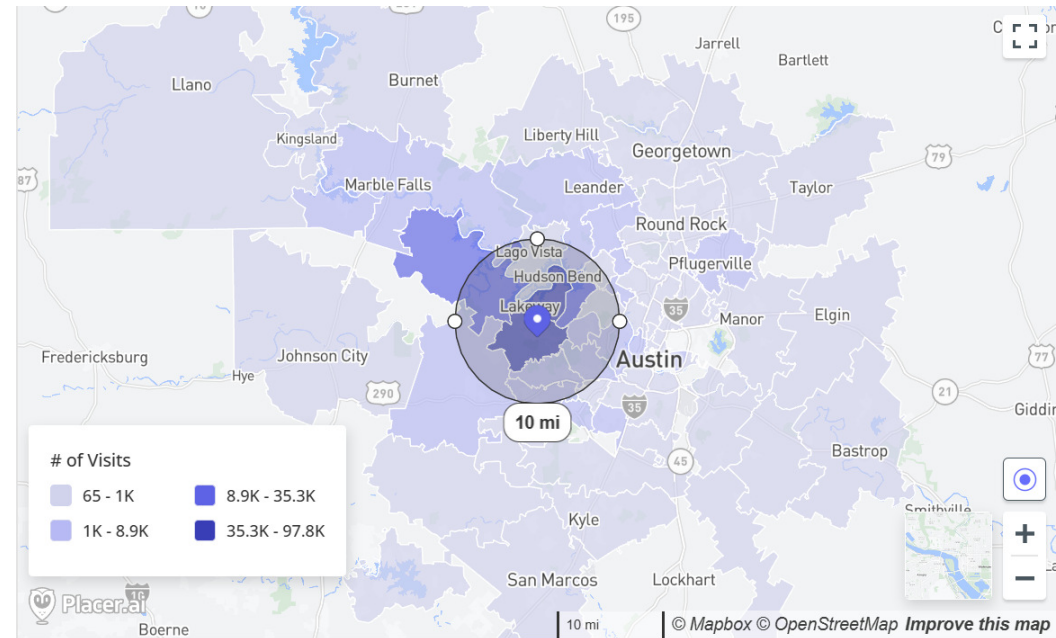 195
Jarrell
Bartlett
Llano
Burnet
Kingsland
Liberty Hill
Georgetown
79
87
Marble Falls
Leander
Taylor
Round Rock
Lago Vista
Pflugerville
Hudson Bend
Lakeway
35
Manor
Elgin
Fredericksburg
Johnson City
Austin
77
Hye
290
21
35
Giddin
10 mi
# of Visits
65 - 1K
8.9K - 35.3K
1K - 8.9K
35.3K - 97.8K
45
Bastrop
Kyle
Smithville
San Marcos
Lockhart
10
Placer.ai
Boerne
10 mi
© Mapbox © OpenStreetMap Improve this map